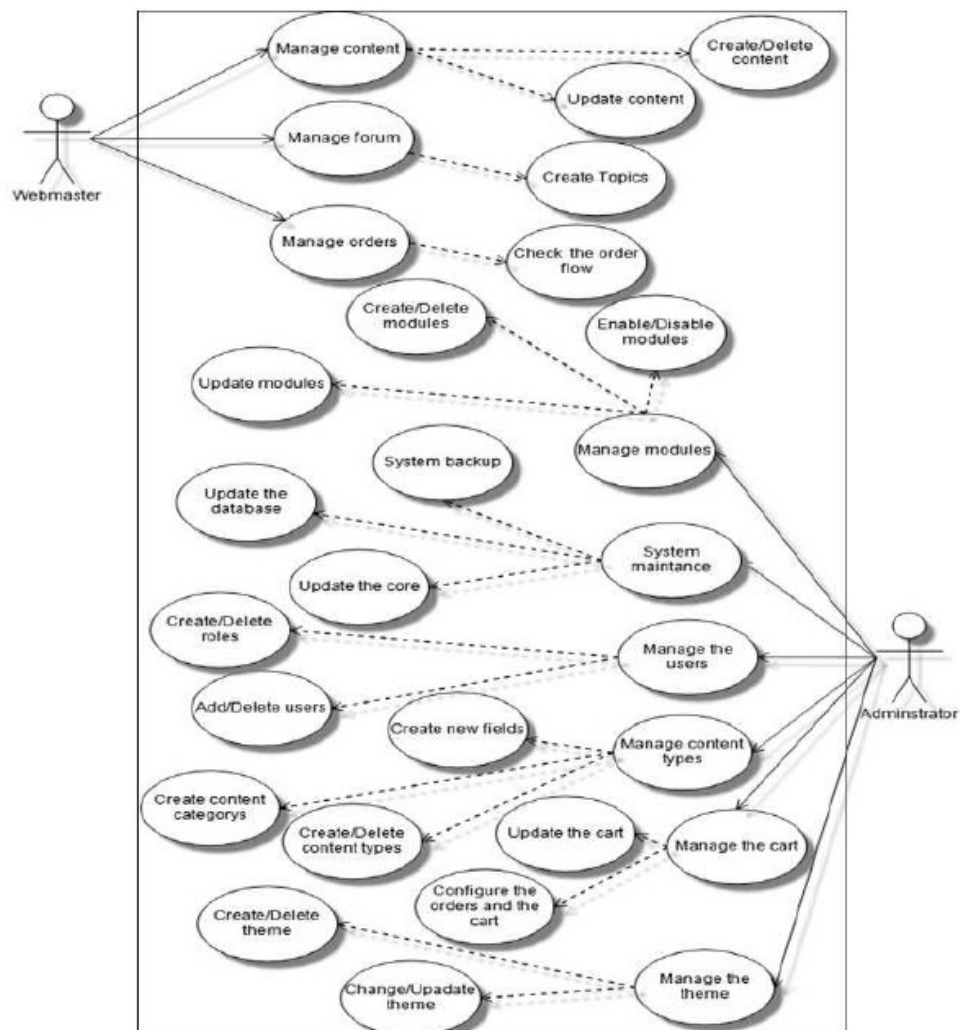 Manage content
Create/Delete
content
Update content
Manage forum
Create Topics
Webmaster
Manage orders
Check the order
flow
Create/Delete
modules
Enable/Disable
modules
Update modules
Manage modules
System backup
Update the
database
System
maintance
Update the core
Create/Delete
roles
Manage the
users
Add/Delete users
Adminstrator
Create new fields
Manage content
types
Create content
categorys
Create/Delete
content types
Update the cart
Manage the cart
Configure the
orders and the
cart
Create/Delete
theme
Manage the
theme
Change/Upadate
theme